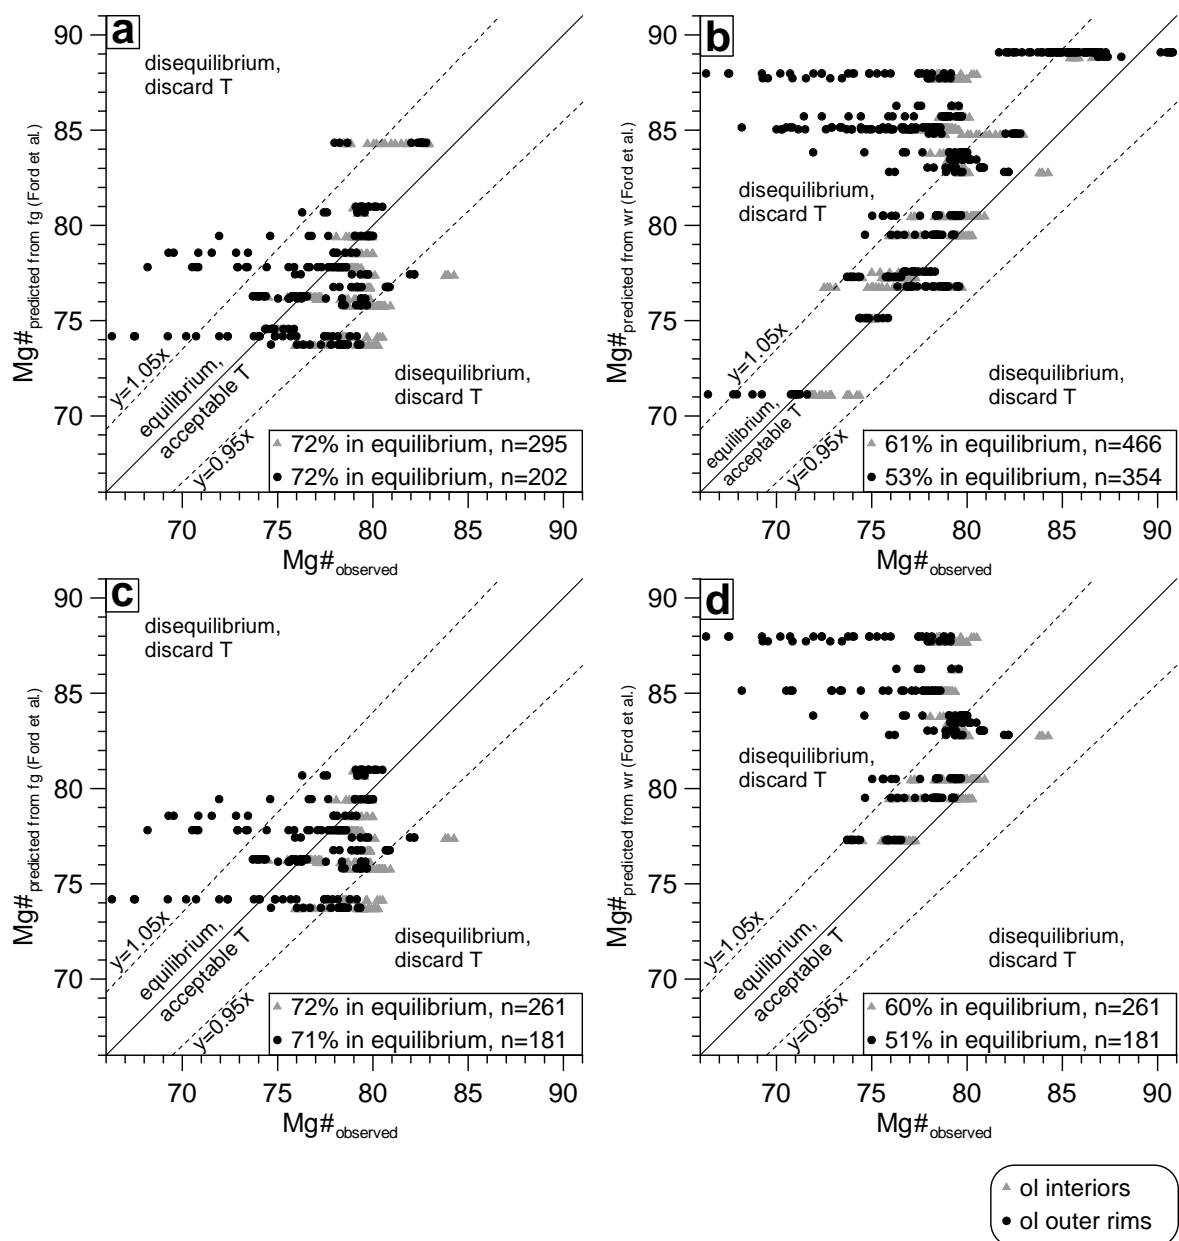 a
disequilibrium,
discard T
90
85
80
75
70
Mg#predicted from fg (Ford et al.)
y=1.05x
equilibrium,
acceptable T
y=0.95x
disequilibrium,
discard T
72% in equilibrium, n=295
72% in equilibrium, n=202
70 75 80 85 90
Mg#observed
b
disequilibrium,
discard T
90
85
80
75
70
Mg#predicted from wr (Ford et al.)
y=1.05x
equilibrium,
acceptable T
y=0.95x
disequilibrium,
discard T
61% in equilibrium, n=466
53% in equilibrium, n=354
70 75 80 85 90
Mg#observed
c
disequilibrium,
discard T
90
85
80
75
70
Mg#predicted from fg (Ford et al.)
y=1.05x
equilibrium,
acceptable T
y=0.95x
disequilibrium,
discard T
72% in equilibrium, n=261
71% in equilibrium, n=181
70 75 80 85 90
Mg#observed
d
disequilibrium,
discard T
90
85
80
75
70
Mg#predicted from wr (Ford et al.)
y=1.05x
equilibrium,
acceptable T
y=0.95x
disequilibrium,
discard T
60% in equilibrium, n=261
51% in equilibrium, n=181
70 75 80 85 90
Mg#observed
ol interiors
ol outer rims